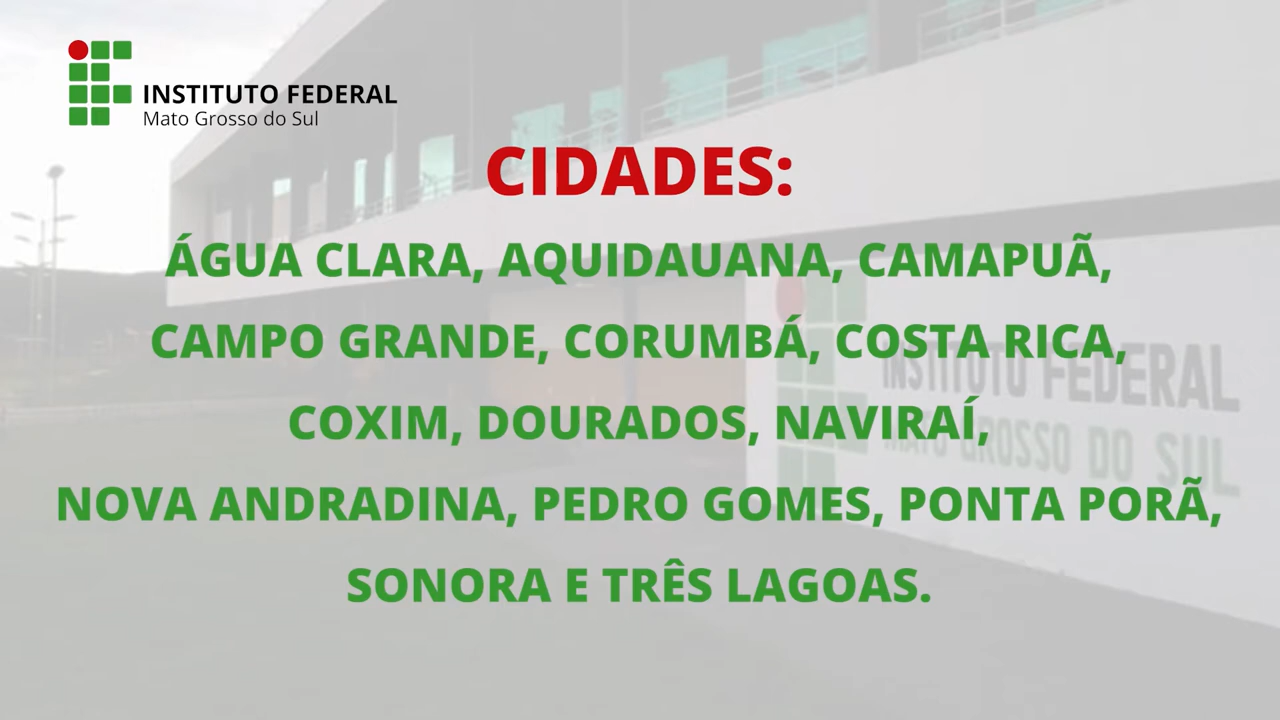 INSTITUTO FEDERAL
Mato Grosso do Sul
CIDADES:
ÁGUA CLARA, AQUIDAUANA, CAMAPUÃ,
CAMPO GRANDE, CORUMBÁ, COSTA RICA,
COXIM, DOURADOS, NAVIRAÍ,
NOVA ANDRADINA, PEDRO GOMES, PONTA PORÃ,
SONORA E TRÊS LAGOAS.
INSTITUTO FEDERAL
MATO GROSSO DO SUL